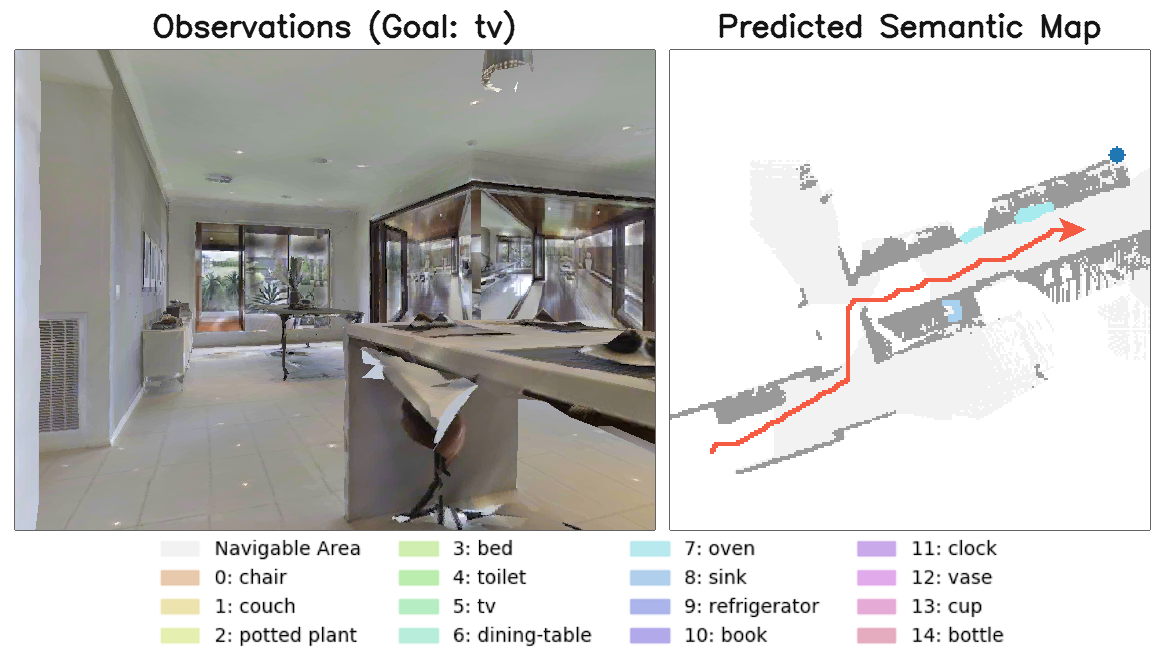 Observations (Goal: tv)
Predicted Semantic Map
Navigable Area
0: chair
1: couch
2: potted plant
3: bed
4: toilet
5: tv
6: dining-table
7: oven
8: sink
9: refrigerator
10: book
11: clock
12: vase
13: cup
14: bottle